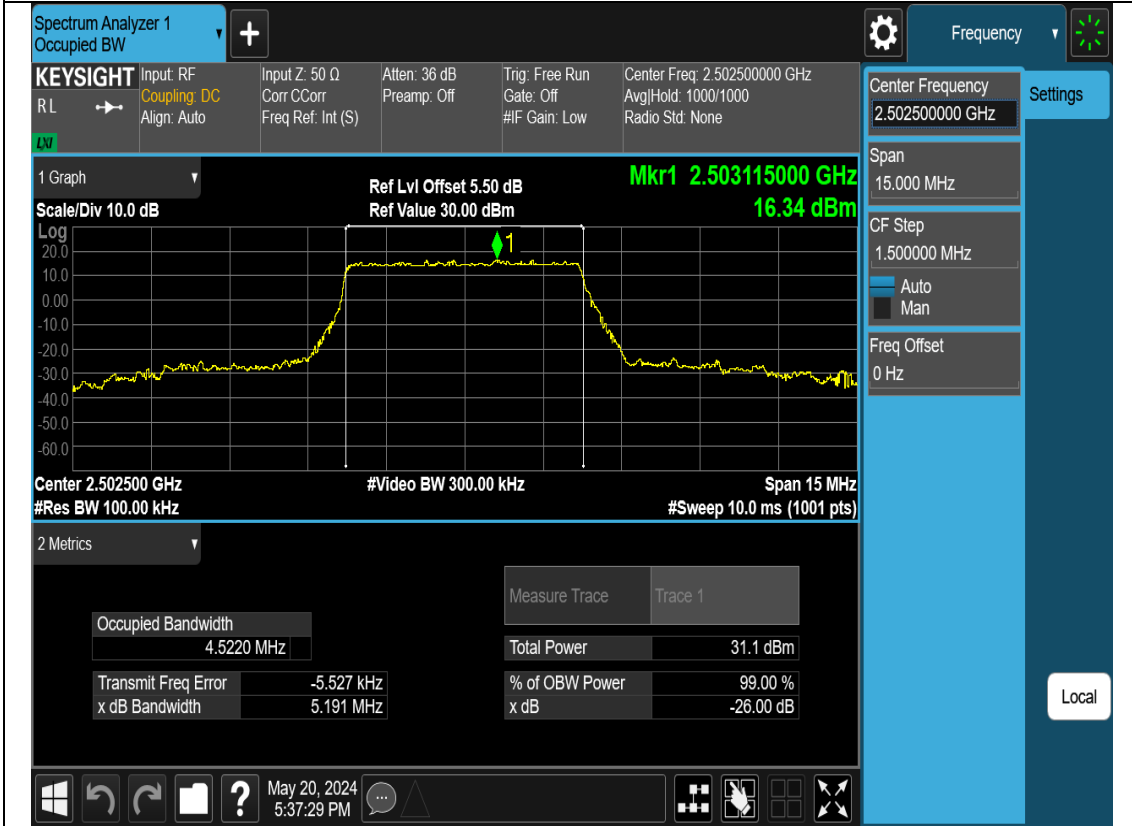 Spectrum Analyzer 1
Occupied BW
+
Frequency
KEYSIGHT
RL
LXI
Input: RF
Coupling: DC
Align: Auto
Input Z: 50 Ω
Corr CCorr
Freq Ref: Int (S)
Atten: 36 dB
Preamp: Off
Trig: Free Run
Gate: Off
#IF Gain: Low
Center Freq: 2.502500000 GHz
Avg|Hold: 1000/1000
Radio Std: None
Center Frequency
2.502500000 GHz
Settings
Span
15.000 MHz
CF Step
1.500000 MHz
Auto
Man
Freq Offset
0 Hz
Local
1 Graph
Scale/Div 10.0 dB
Ref Lvl Offset 5.50 dB
Ref Value 30.00 dBm
Mkr1 2.503115000 GHz
16.34 dBm
Log
1
20.0
10.0
0.00
-10.0
-20.0
-30.0
-40.0
-50.0
-60.0
Center 2.502500 GHz
#Video BW 300.00 kHz
Span 15 MHz
#Res BW 100.00 kHz
#Sweep 10.0 ms (1001 pts)
2 Metrics
Measure Trace Trace 1
Occupied Bandwidth
4.5220 MHz
Total Power 31.1 dBm
Transmit Freq Error -5.527 kHz
% of OBW Power 99.00 %
x dB Bandwidth 5.191 MHz
x dB -26.00 dB
?
May 20, 2024
5:37:29 PM